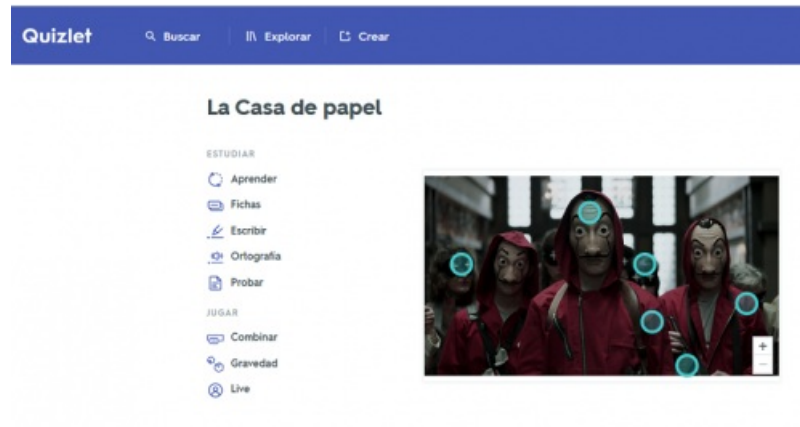 Quizlet Buscar Explorar Crear
La Casa de papel
ESTUDIAR
Aprender
Fichas
Escribir
Ortografía
Probar
JUGAR
Combinar
Gravedad
Live
+
−